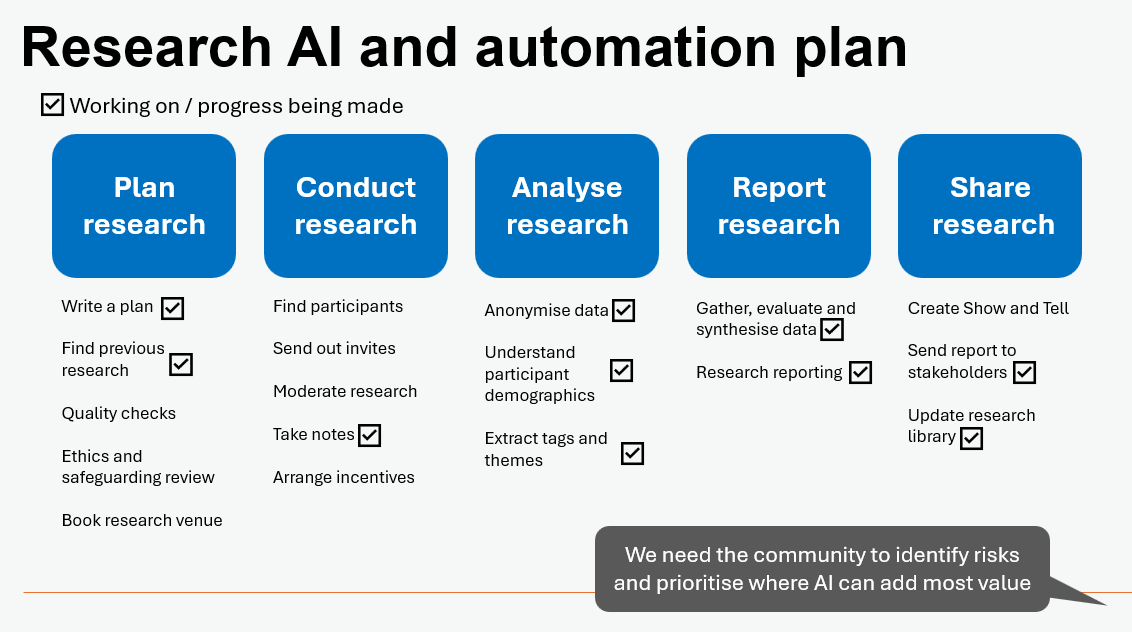 Research AI and automation plan
Working on / progress being made
Plan
research
Conduct
research
Analyse
research
Report
research
Share
research
Write a plan
Find previous
research
Quality checks
Ethics and
safeguarding review
Book research venue
Find participants
Send out invites
Moderate research
Take notes
Arrange incentives
Anonymise data
Understand
participant
demographics
Extract tags and
themes
Gather, evaluate and
synthesise data
Research reporting
Create Show and Tell
Send report to
stakeholders
Update research
library
We need the community to identify risks
and prioritise where AI can add most value